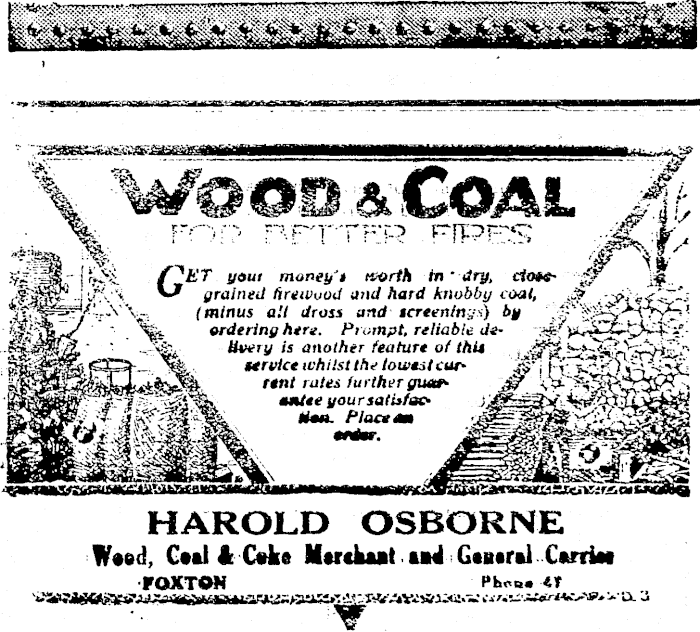 WOOD & COAL
FOR BETTER FIRES
GET your money's worth in dry, close-
grained firewood and hard knobby coal,
(minus all dross and screenings) by
ordering here. Prompt, reliable de-
livery is another feature of this
service whilst the lowest cur-
rent rates further guar-
antee your satisfac-
tion. Place an
order.
HAROLD OSBORNE
Wood, Coal & Coke Merchant and General Carrier
FOXTON Phone